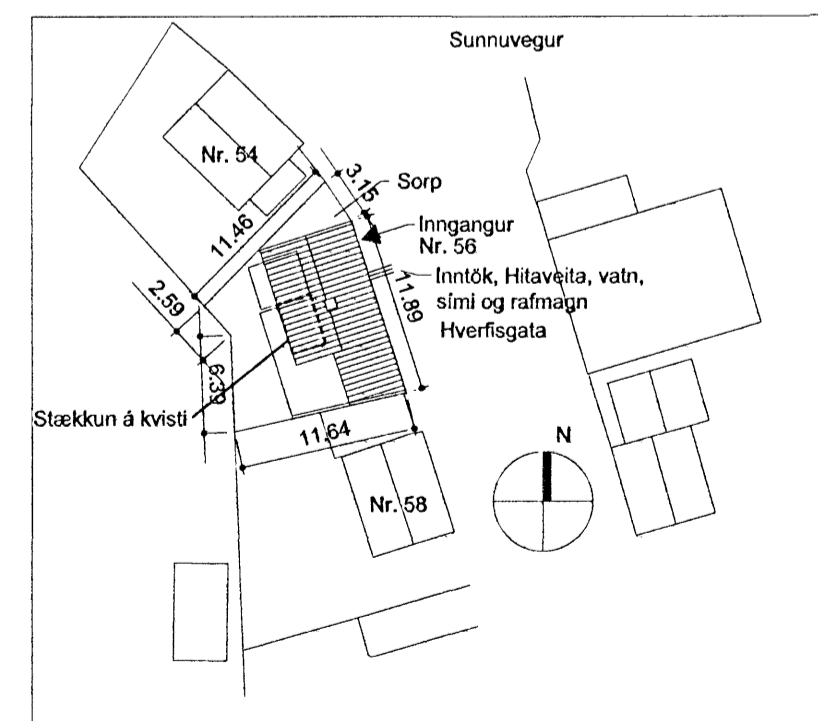 Sunnuvegur
Nr. 54
3.15
Sorp
11.46
Inngangur
Nr. 56
Inntök, Hitaveita, vatn,
sími og rafmagn
Hverfisgata
11.89
2.59
6.39
Stækkun á kvisti
11.64
N
Nr. 58